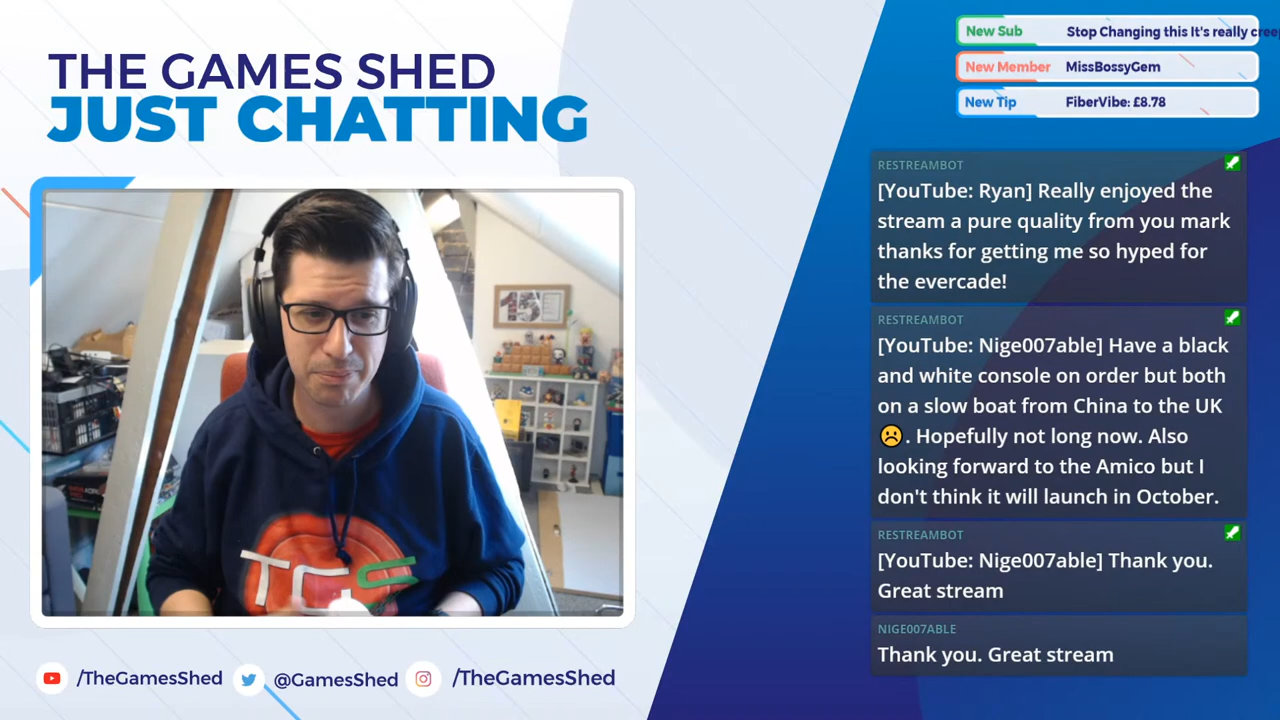 THE GAMES SHED
JUST CHATTING
New Sub Stop Changing this It's really cree
New Member MissBossyGem
New Tip FiberVibe: £8.78
RESTREAMBOT
[YouTube: Ryan] Really enjoyed the
stream a pure quality from you mark
thanks for getting me so hyped for
the evercade!
RESTREAMBOT
[YouTube: Nige007able] Have a black
and white console on order but both
on a slow boat from China to the UK
☹️. Hopefully not long now. Also
looking forward to the Amico but I
don't think it will launch in October.
RESTREAMBOT
[YouTube: Nige007able] Thank you.
Great stream
NIGE007ABLE
Thank you. Great stream
TGS
/TheGamesShed @GamesShed /TheGamesShed